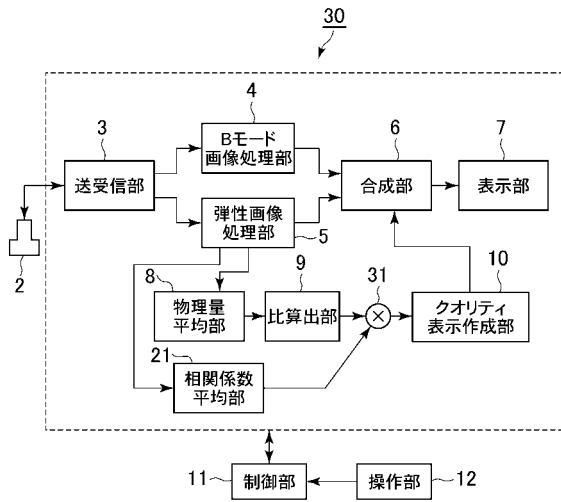 30
4
3
Bモード
画像処理部
6
7
送受信部
合成部
表示部
弾性画像
処理部
5
2
8
9
31
10
物理量
平均部
比算出部
×
クオリティ
表示作成部
21
相関係数
平均部
11
制御部
操作部
12